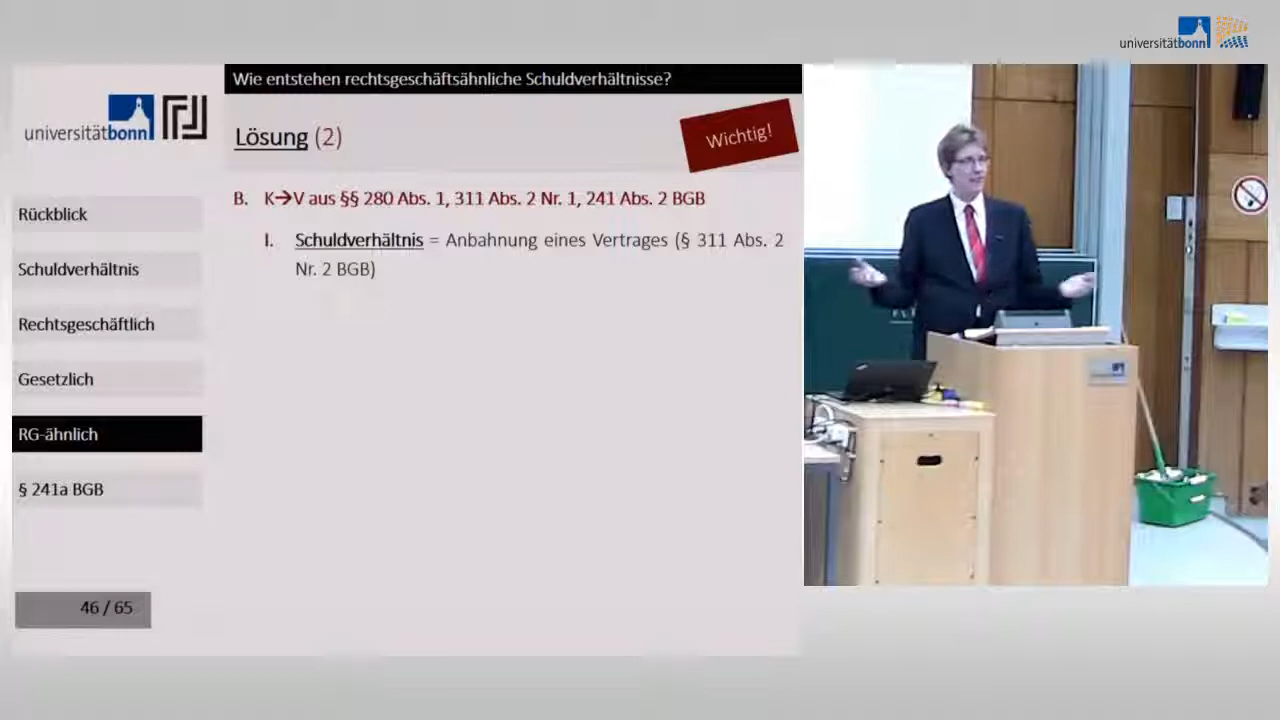 universitätbonn
Wie entstehen rechtsgeschäftsähnliche Schuldverhältnisse?
universitätbonn
Lösung (2)
Wichtig!
B. K→V aus §§ 280 Abs. 1, 311 Abs. 2 Nr. 1, 241 Abs. 2 BGB
I. Schuldverhältnis = Anbahnung eines Vertrages (§ 311 Abs. 2
Nr. 2 BGB)
Rückblick
Schuldverhältnis
Rechtsgeschäftlich
Gesetzlich
RG-ähnlich
§ 241a BGB
46 / 65